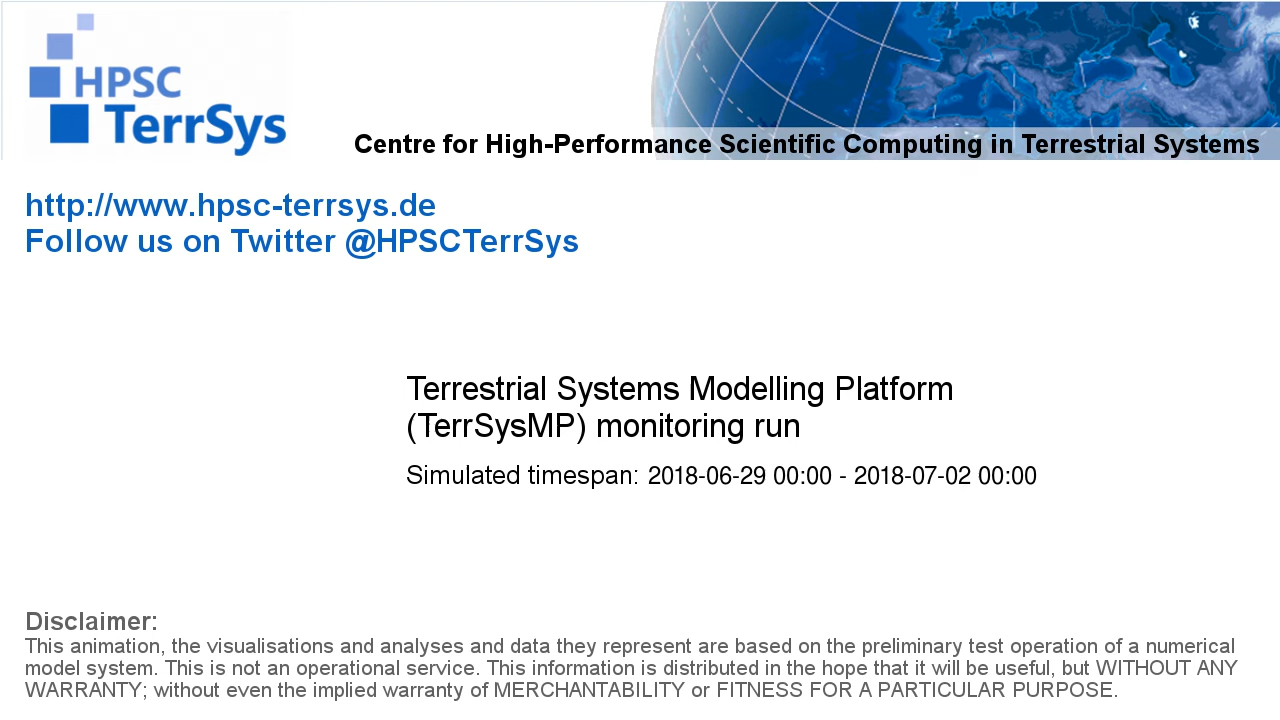 HPSC
TerrSys
Centre for High-Performance Scientific Computing in Terrestrial Systems
http://www.hpsc-terrsys.de
Follow us on Twitter @HPSCTerrSys
Terrestrial Systems Modelling Platform
(TerrSysMP) monitoring run
Simulated timespan: 2018-06-29 00:00 - 2018-07-02 00:00
Disclaimer:
This animation, the visualisations and analyses and data they represent are based on the preliminary test operation of a numerical
model system. This is not an operational service. This information is distributed in the hope that it will be useful, but WITHOUT ANY
WARRANTY; without even the implied warranty of MERCHANTABILITY or FITNESS FOR A PARTICULAR PURPOSE.